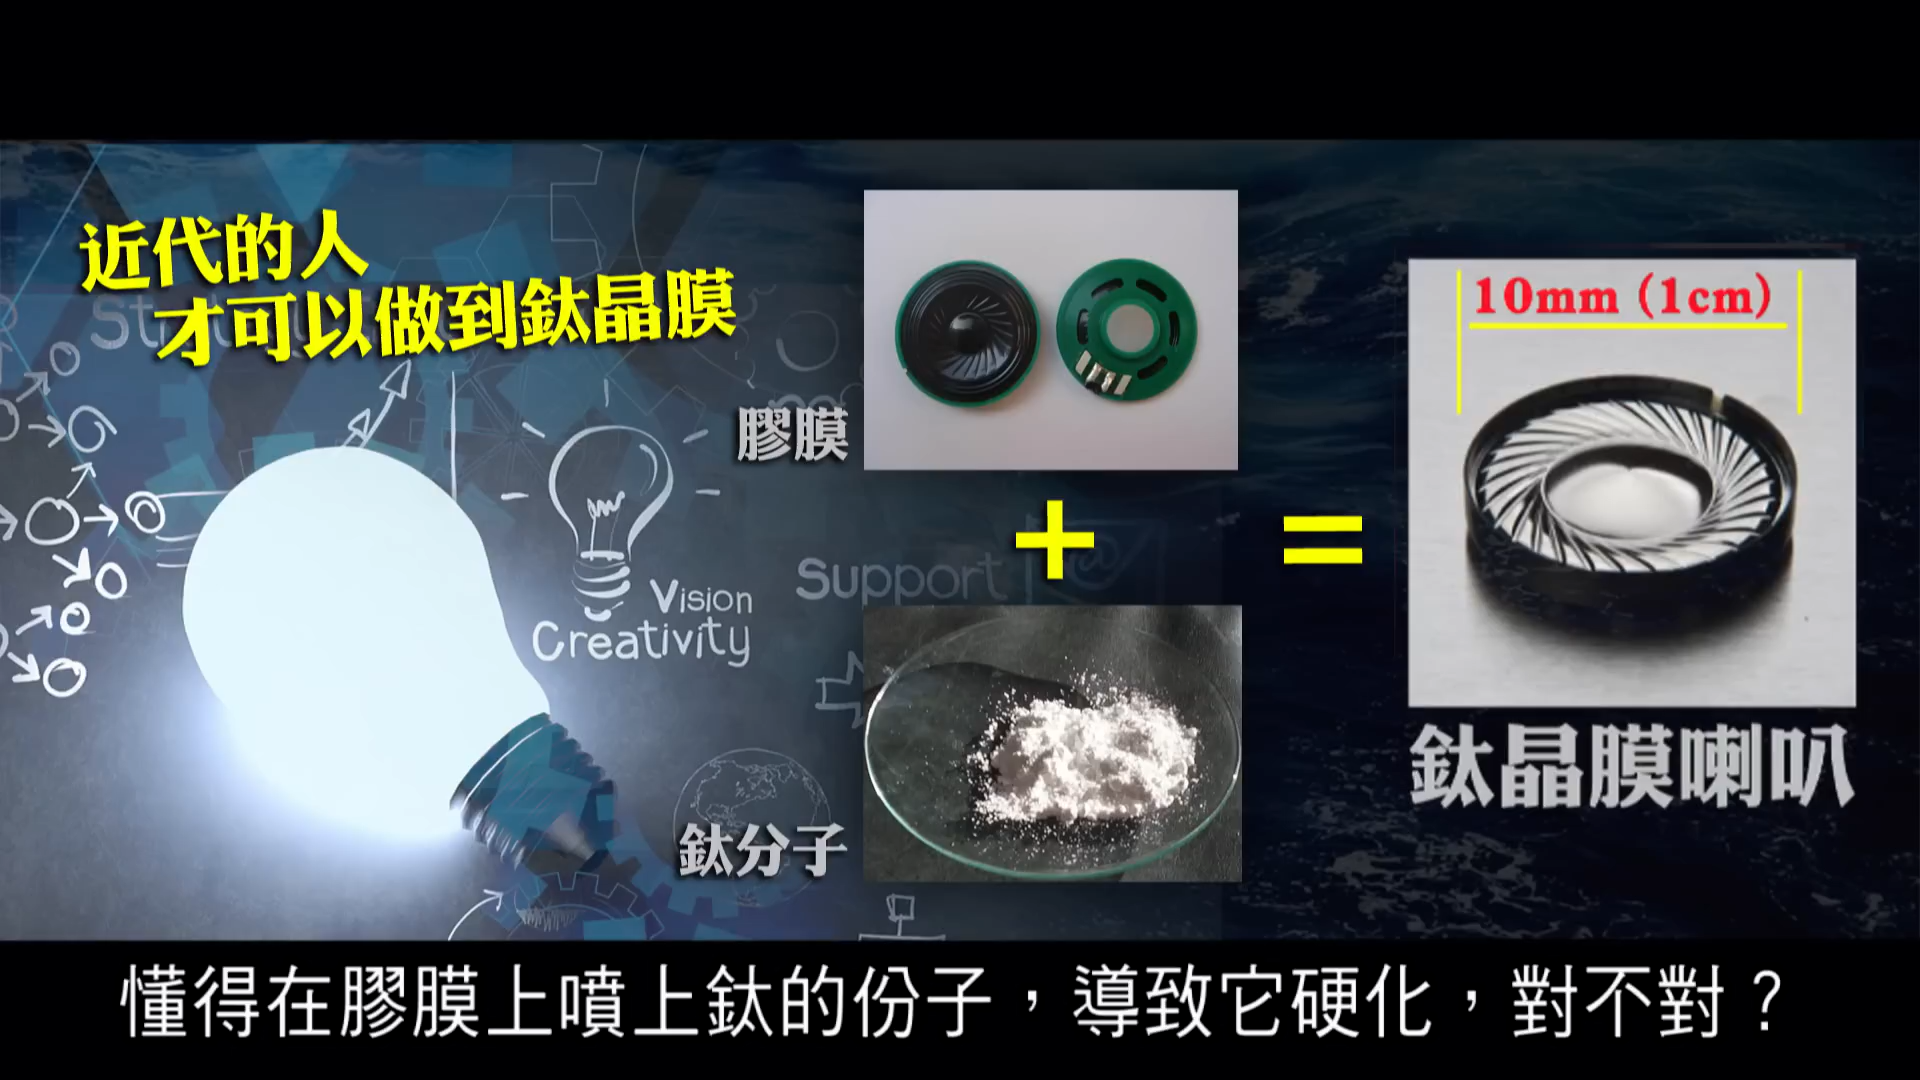 近代的人
才可以做到鈦晶膜
膠膜
+
=
10mm (1cm)
Vision
Creativity
Support
鈦分子
鈦晶膜喇叭
懂得在膠膜上噴上鈦的份子，導致它硬化，對不對？